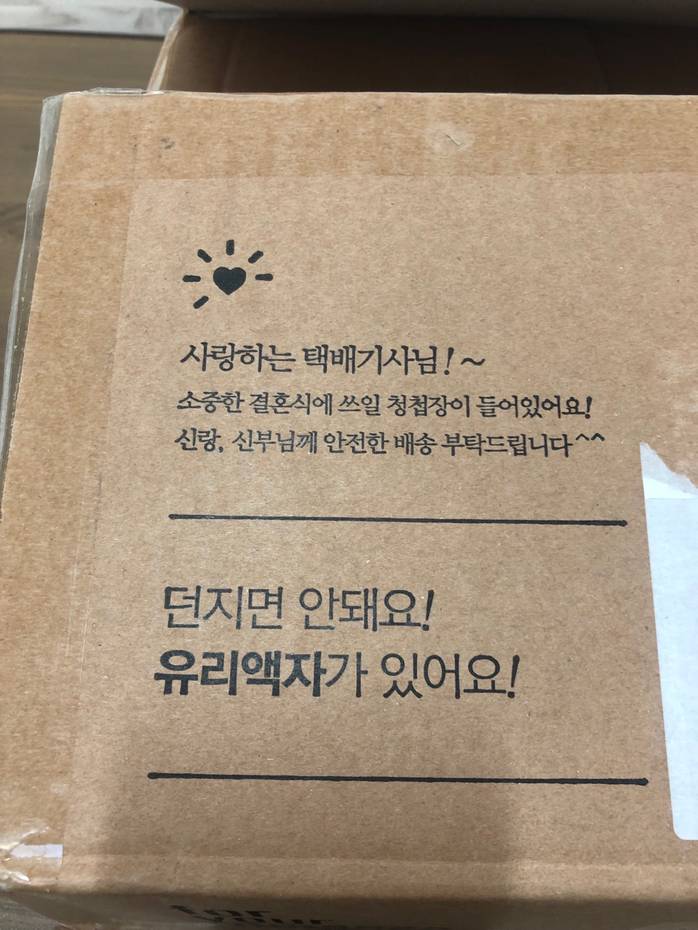 사랑하는 택배기사님!~
소중한 결혼식에 쓰일 청첩장이 들어있어요!
신랑, 신부님께 안전한 배송 부탁드립니다^^
던지면 안돼요!
유리액자가 있어요!
for